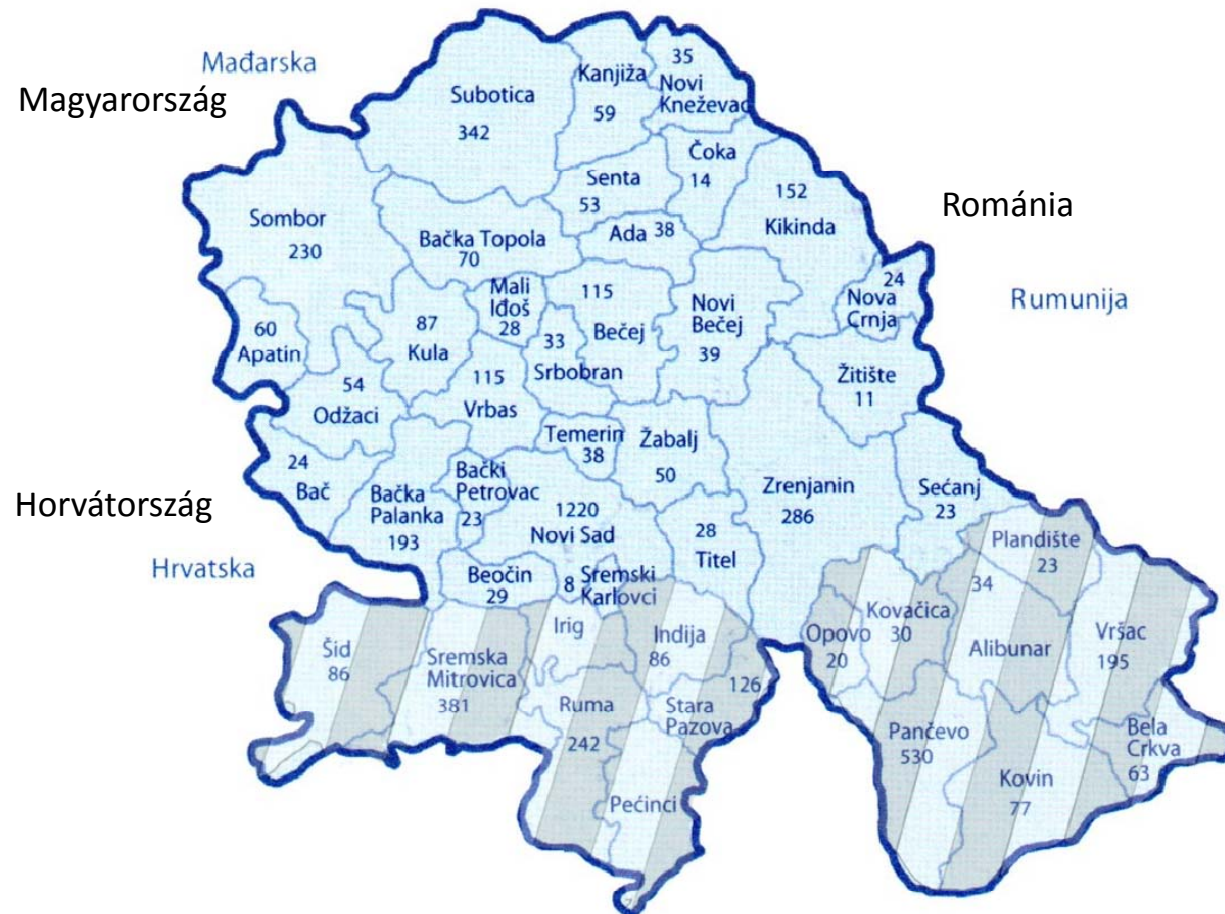 Mađarska
Magyarország
Subotica
342
Kanjiža
59
35
Novi
Kneževac
Čoka
14
Senta
53
152
Kikinda
Románia
Rumunija
Sombor
230
Bačka Topola
70
Ada 38
Mali
Iđoš
28
115
Bečej
Novi
Bečej
39
24
Nova
Crnja
60
Apatin
87
Kula
33
Srbobran
Žitište
11
54
Odžaci
115
Vrbas
Temerin
38
Žabalj
50
Zrenjanin
286
Sećanj
23
24
Bač
Bačka
Palanka
193
Bački
Petrovac
23
1220
Novi Sad
28
Titel
Horvátország
Hrvatska
Beočin
29
8 Sremski
Karlovci
Plandište
23
34
Alibunar
Kovačica
30
Opovo
20
Vršac
195
Šid
86
Sremska
Mitrovica
381
Irig
Inđija
86
126
Stara
Pazova
Ruma
242
Pećinci
Pančevo
530
Kovin
77
Bela
Crkva
63